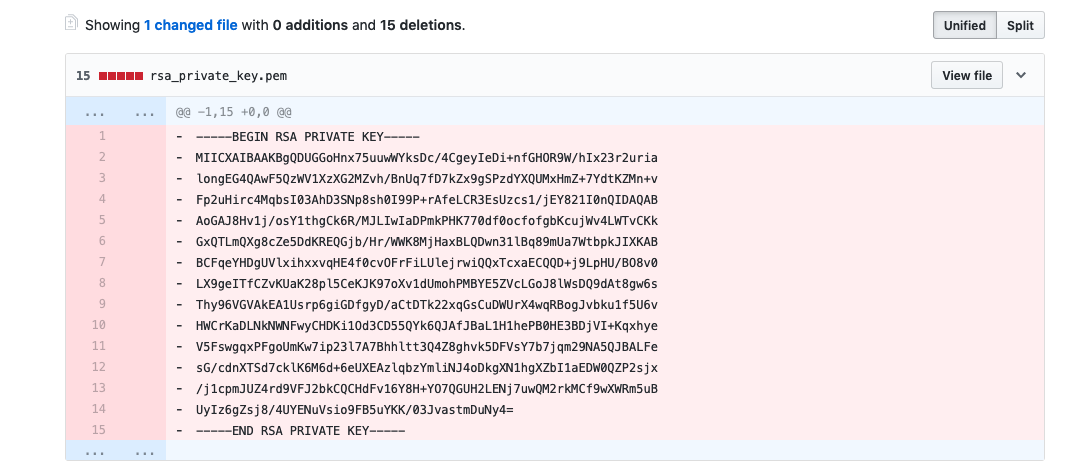 Showing 1 changed file with 0 additions and 15 deletions.
Unified Split
15 rsa_private_key.pem View file
... ... @@ -1,15 +0,0 @@
1 - -----BEGIN RSA PRIVATE KEY-----
2 - MIICXAIBAAKBgQDUGGoHnx75uuwWYksDc/4CgeyIeDi+nfGHOR9W/hIx23r2uria
3 - longEG4QAwF5QzWV1XzXG2MZvh/BnUq7fD7kZx9gSPzdYXQUMxHmZ+7YdtKZMn+v
4 - Fp2uHirc4MqbsI03AhD3SNp8sh0I99P+rAfeLCR3EsUzcs1/jEY821I0nQIDAQAB
5 - AoGAJ8Hv1j/osY1thgCk6R/MJLIwIaDPmkPHK770df0ocfofgbKcujWv4LWTvCKk
6 - GxQTLmQXg8cZe5DdKREQGjb/Hr/WWK8MjHaxBLQDwn31lBq89mUa7WtbpkJIXKAB
7 - BCFqeYHDgUVlxihxxvqHE4f0cvOFrFiLUlejrwiQQxTcxaECQQD+j9LpHU/BO8v0
8 - LX9geITfCZvKUaK28pl5CeKJK97oXv1dUmohPMBYE5ZVcLGoJ8lWsDQ9dAt8gw6s
9 - Thy96VGVAkEA1Usrp6giGDfgyD/aCtDTk22xqGsCuDWUrX4wqRBogJvbku1f5U6v
10 - HWCrKaDLNkNWNFwyCHDKi1Od3CD55QYk6QJAfJBaL1H1hePB0HE3BDjVI+Kqxhye
11 - V5FswgqxPFgoUmKw7ip23l7A7Bhhltt3Q4Z8ghvk5DFVsY7b7jqm29NA5QJBALFe
12 - sG/cdnXTSd7cklK6M6d+6eUXEAzlqbzYmliNJ4oDkgXN1hgXZbI1aEDW0QZP2sjx
13 - /j1cpmJUZ4rd9VFJ2bkCQCHdFv16Y8H+YO7QGUH2LENj7uwQM2rkMCf9wXWRm5uB
14 - UyIz6gZsj8/4UYENuVsio9FB5uYKK/03JvastmDuNy4=
15 - -----END RSA PRIVATE KEY-----
... ...